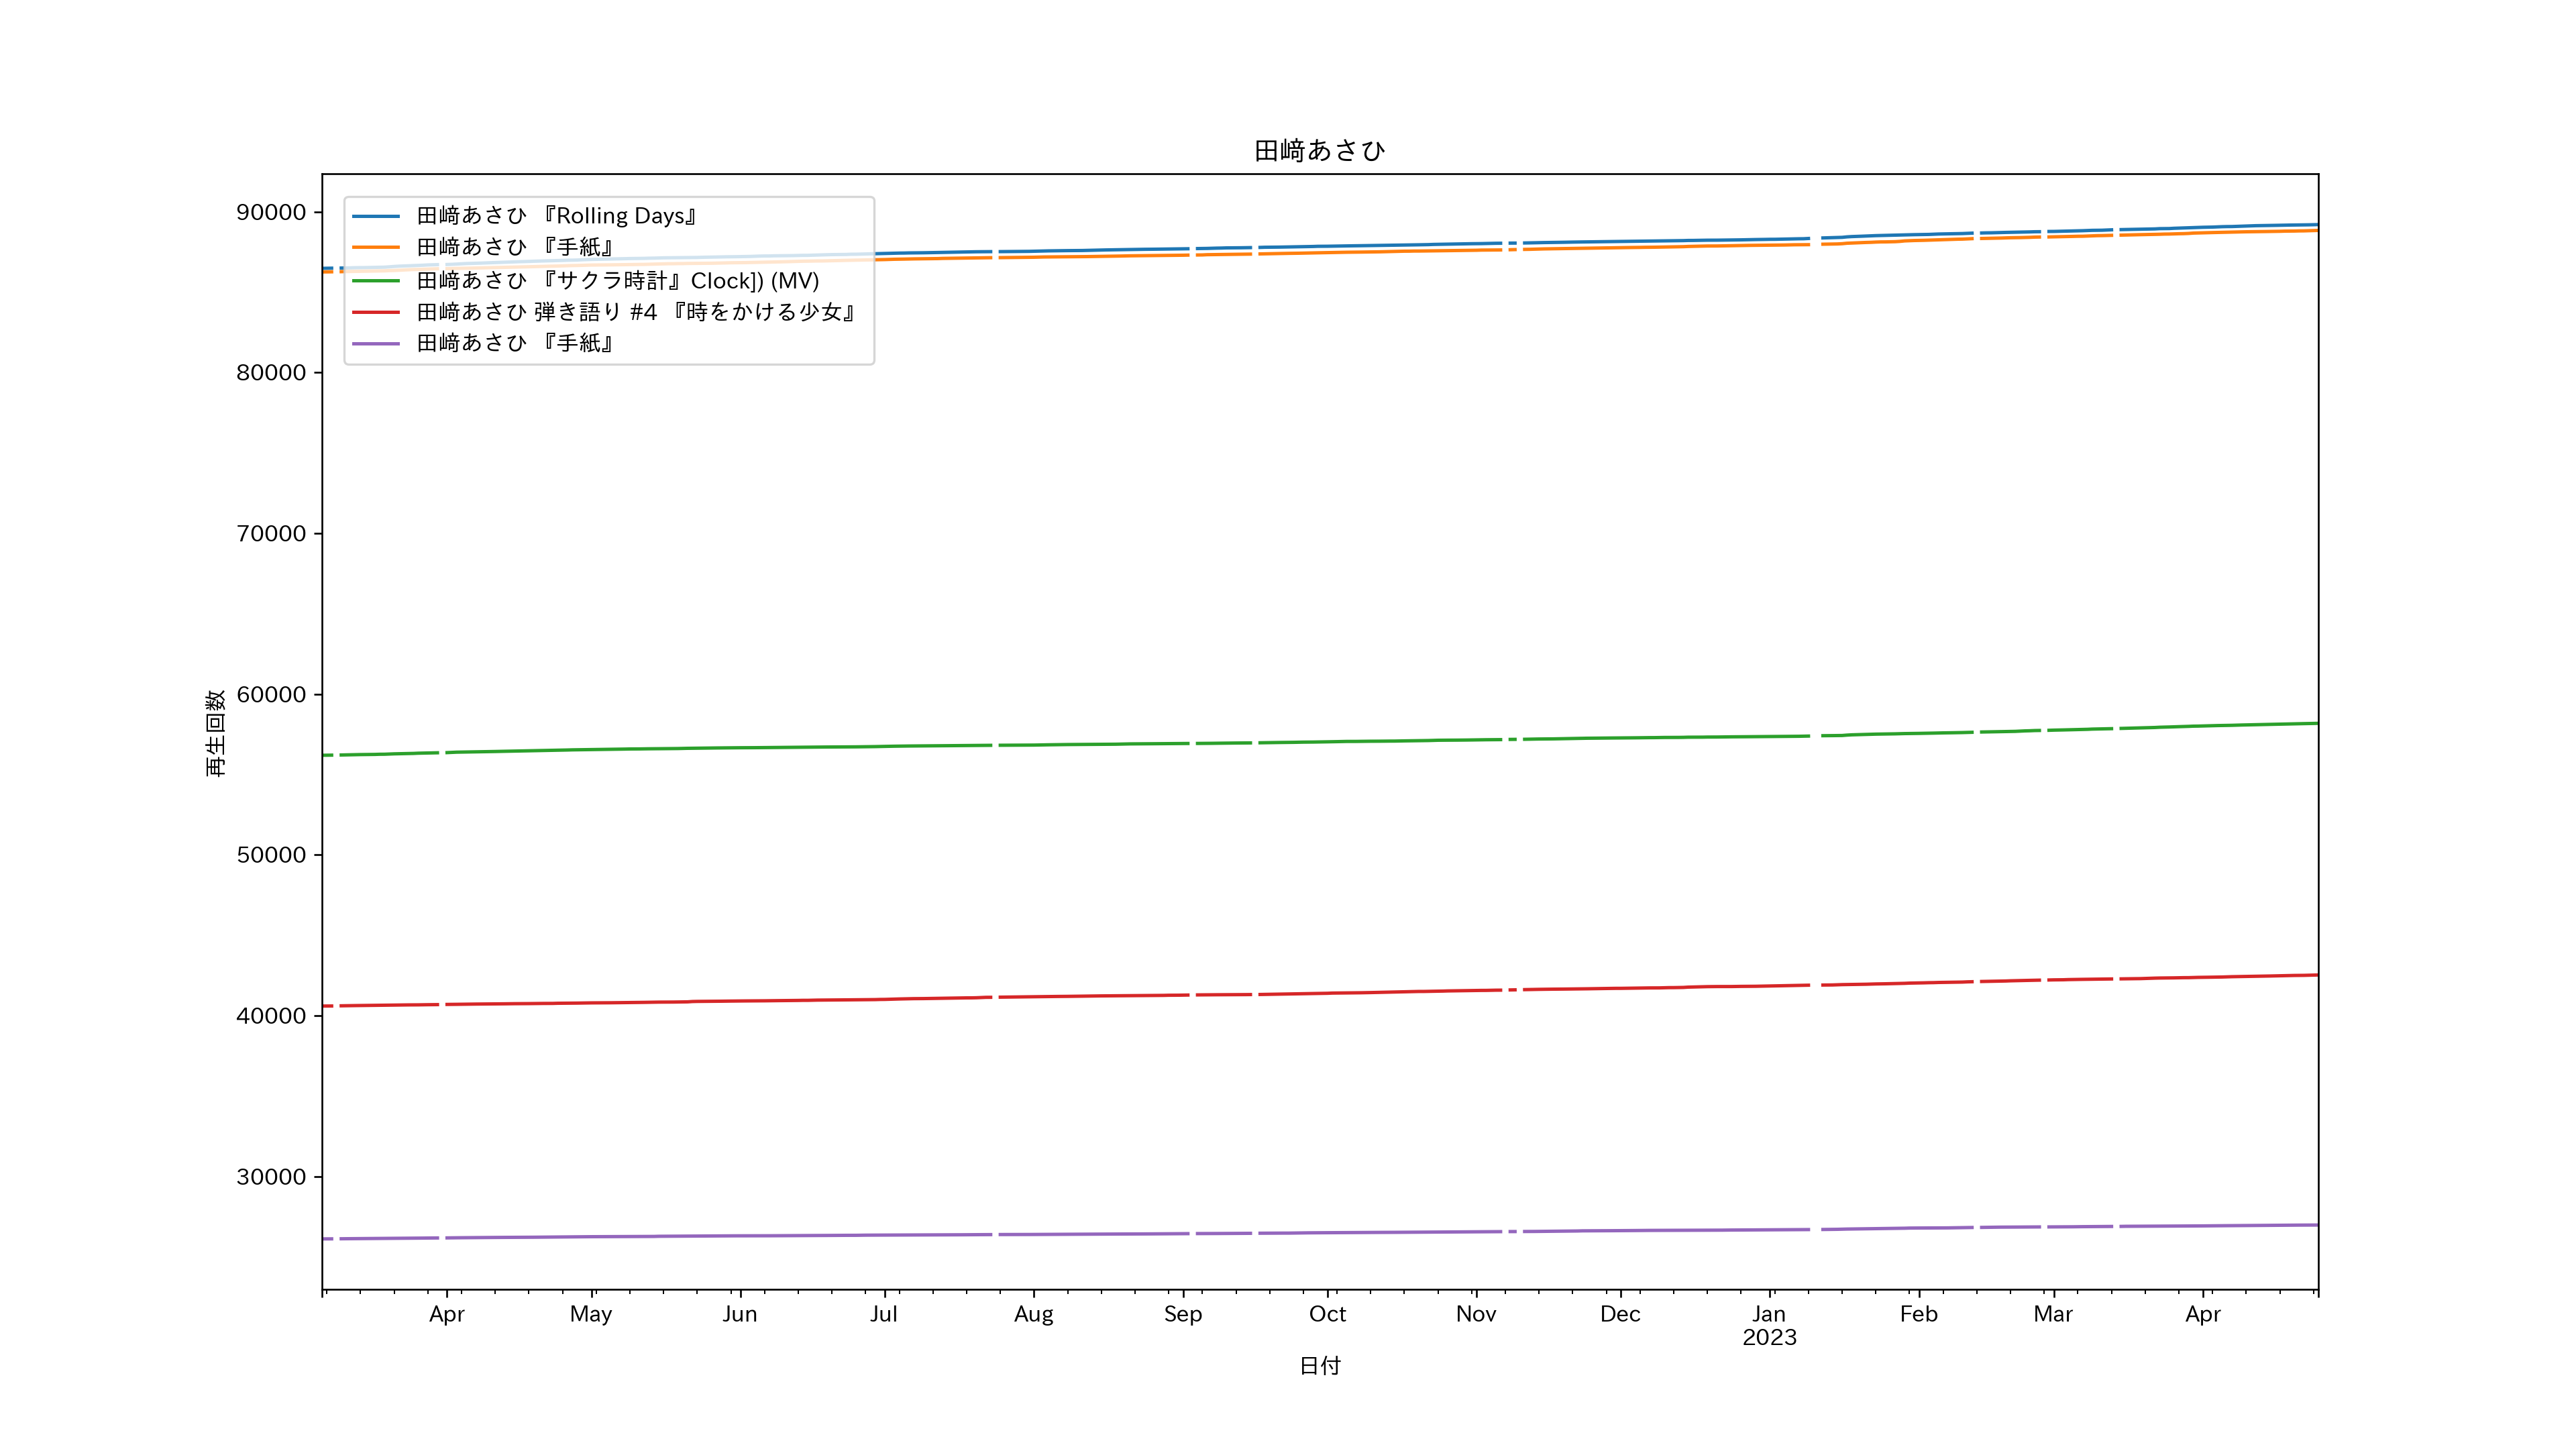 田﨑あさひ
90000
80000
70000
60000
50000
40000
30000
再生回数
田﨑あさひ 『Rolling Days』
田﨑あさひ 『手紙』
田﨑あさひ 『サクラ時計』Clock]) (MV)
田﨑あさひ 弾き語り #4 『時をかける少女』
田﨑あさひ 『手紙』
Apr May Jun Jul Aug Sep Oct Nov Dec Jan Feb Mar Apr
2023
日付